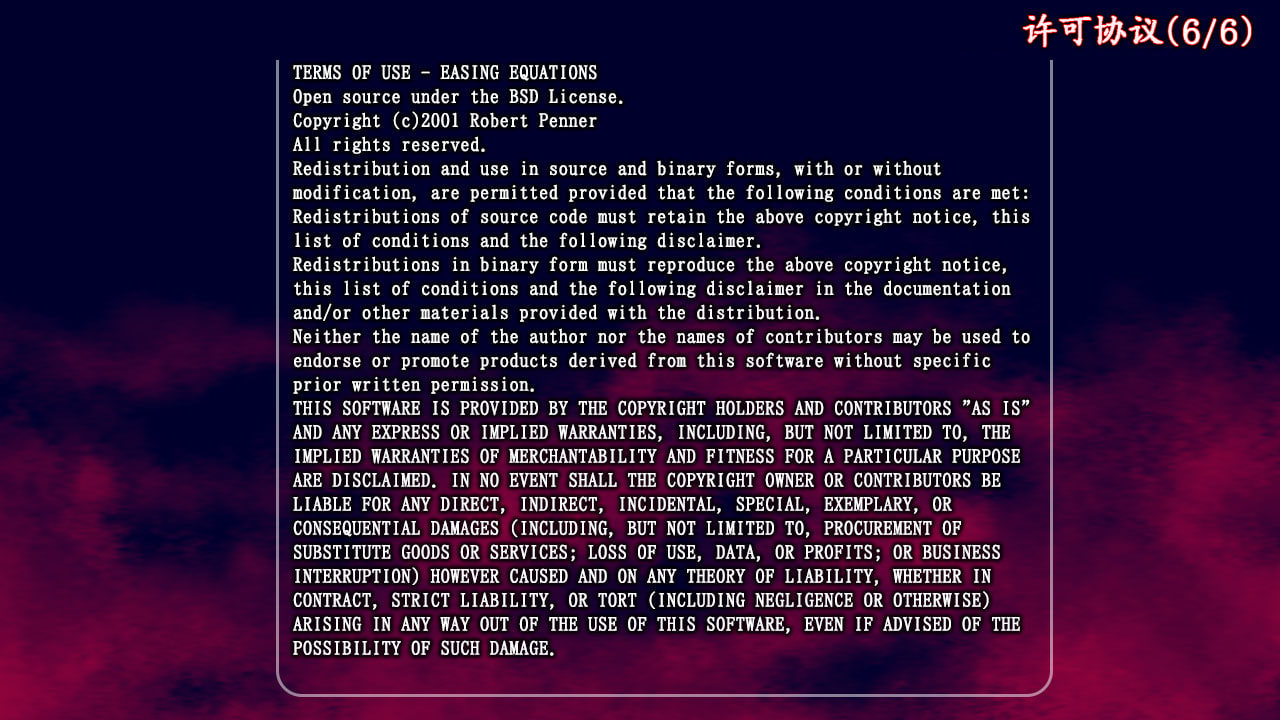 许可协议(6/6)
TERMS OF USE - EASING EQUATIONS
Open source under the BSD License.
Copyright (c)2001 Robert Penner
All rights reserved.
Redistribution and use in source and binary forms, with or without
modification, are permitted provided that the following conditions are met:
Redistributions of source code must retain the above copyright notice, this
list of conditions and the following disclaimer.
Redistributions in binary form must reproduce the above copyright notice,
this list of conditions and the following disclaimer in the documentation
and/or other materials provided with the distribution.
Neither the name of the author nor the names of contributors may be used to
endorse or promote products derived from this software without specific
prior written permission.
THIS SOFTWARE IS PROVIDED BY THE COPYRIGHT HOLDERS AND CONTRIBUTORS ”AS IS”
AND ANY EXPRESS OR IMPLIED WARRANTIES, INCLUDING, BUT NOT LIMITED TO, THE
IMPLIED WARRANTIES OF MERCHANTABILITY AND FITNESS FOR A PARTICULAR PURPOSE
ARE DISCLAIMED. IN NO EVENT SHALL THE COPYRIGHT OWNER OR CONTRIBUTORS BE
LIABLE FOR ANY DIRECT, INDIRECT, INCIDENTAL, SPECIAL, EXEMPLARY, OR
CONSEQUENTIAL DAMAGES (INCLUDING, BUT NOT LIMITED TO, PROCUREMENT OF
SUBSTITUTE GOODS OR SERVICES; LOSS OF USE, DATA, OR PROFITS; OR BUSINESS
INTERRUPTION) HOWEVER CAUSED AND ON ANY THEORY OF LIABILITY, WHETHER IN
CONTRACT, STRICT LIABILITY, OR TORT (INCLUDING NEGLIGENCE OR OTHERWISE)
ARISING IN ANY WAY OUT OF THE USE OF THIS SOFTWARE, EVEN IF ADVISED OF THE
POSSIBILITY OF SUCH DAMAGE.